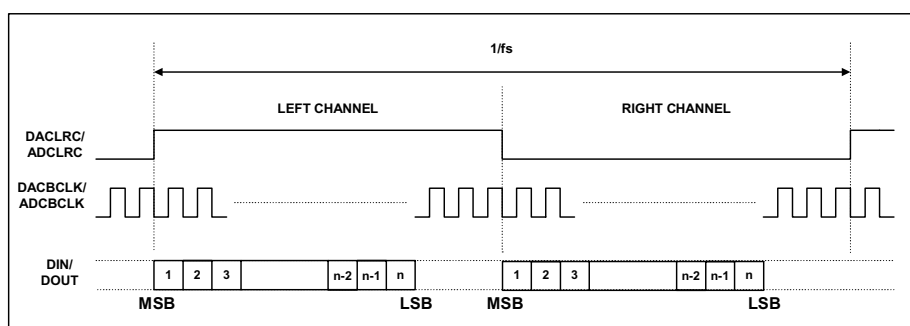 1/fs
LEFT CHANNEL RIGHT CHANNEL
DACLRC/
ADCLRC
DACBCLK/
ADCBCLK
DIN/
DOUT
1 2 3 n-2 n-1 n 1 2 3 n-2 n-1 n
MSB LSB MSB LSB